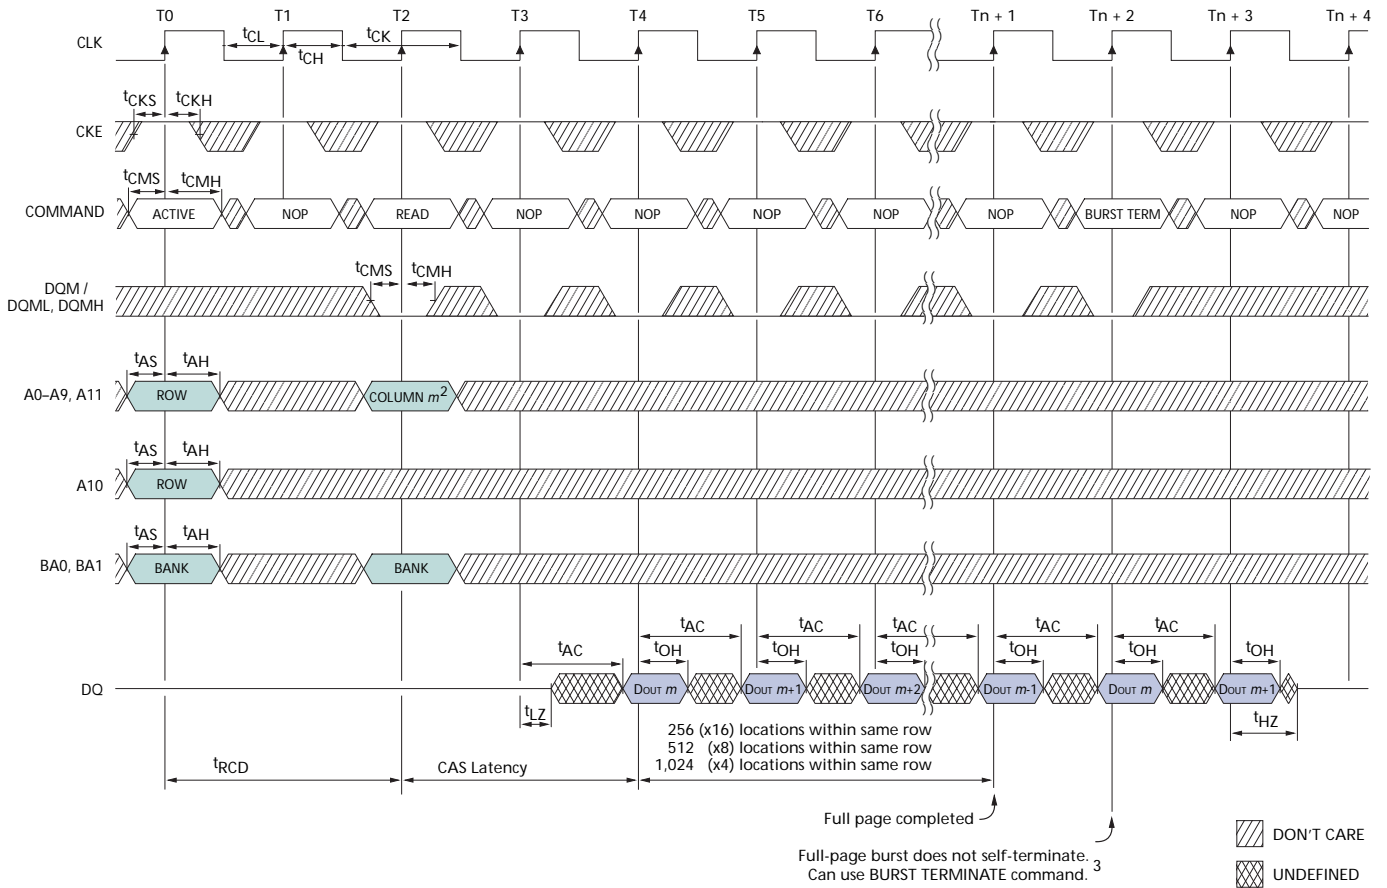 T0 T1 T2 T3 T4 T5 T6 Tn + 1 Tn + 2 Tn + 3 Tn + 4
CLK tCL tCH tCK
tCKS tCKH
CKE
tCMS tCMH
COMMAND ACTIVE NOP READ NOP NOP NOP NOP NOP BURST TERM NOP NOP
tCMS tCMH
DQM /
DQML, DQMH
tAS tAH
A0–A9, A11 ROW COLUMN m2
tAS tAH
A10 ROW
tAS tAH
BA0, BA1 BANK BANK
tAC tAC tAC tAC tAC tAC
tOH tOH tOH tOH tOH tOH
DQ DOUT m DOUT m+1 DOUT m+2 DOUT m-1 DOUT m DOUT m+1
tLZ tHZ
256 (x16) locations within same row
512 (x8) locations within same row
1,024 (x4) locations within same row
tRCD CAS Latency
Full page completed
Full-page burst does not self-terminate.
Can use BURST TERMINATE command. 3
DON'T CARE
UNDEFINED